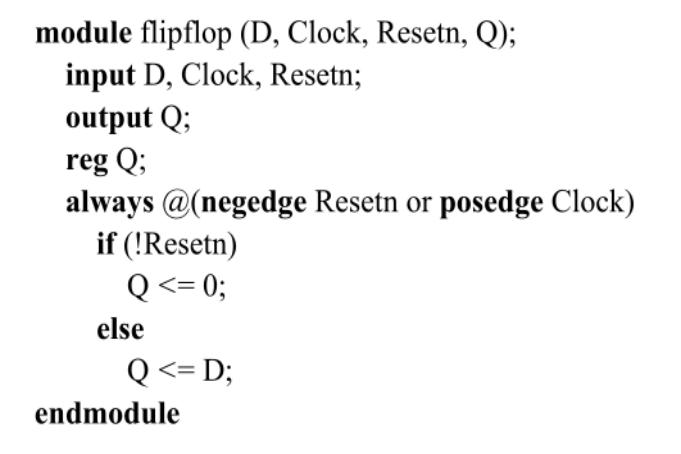 module flipflop (D, Clock, Resetn, Q);
input D, Clock, Resetn;
output Q;
reg Q;
always @(negedge Resetn or posedge Clock)
if (!Resetn)
Q <= 0;
else
Q <= D;
endmodule